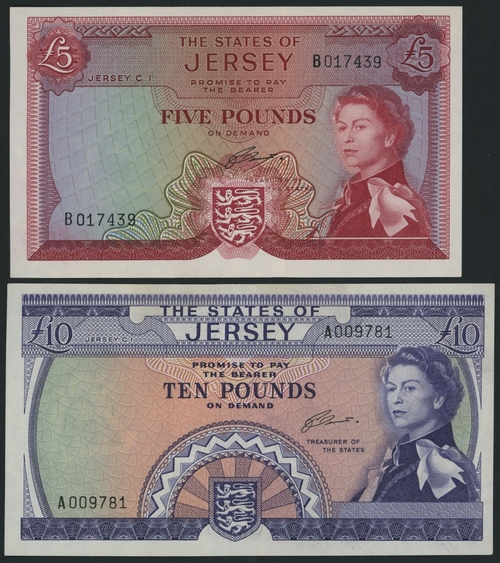 £5
THE STATES OF
JERSEY
B017439
£5
JERSEY C.I.
PROMISE TO PAY
THE BEARER
FIVE POUNDS
ON DEMAND
B017439
THE STATES OF
£10
JERSEY
A009781
£10
JERSEY C.I.
PROMISE TO PAY
THE BEARER
TEN POUNDS
ON DEMAND
TREASURER OF
THE STATES
A009781